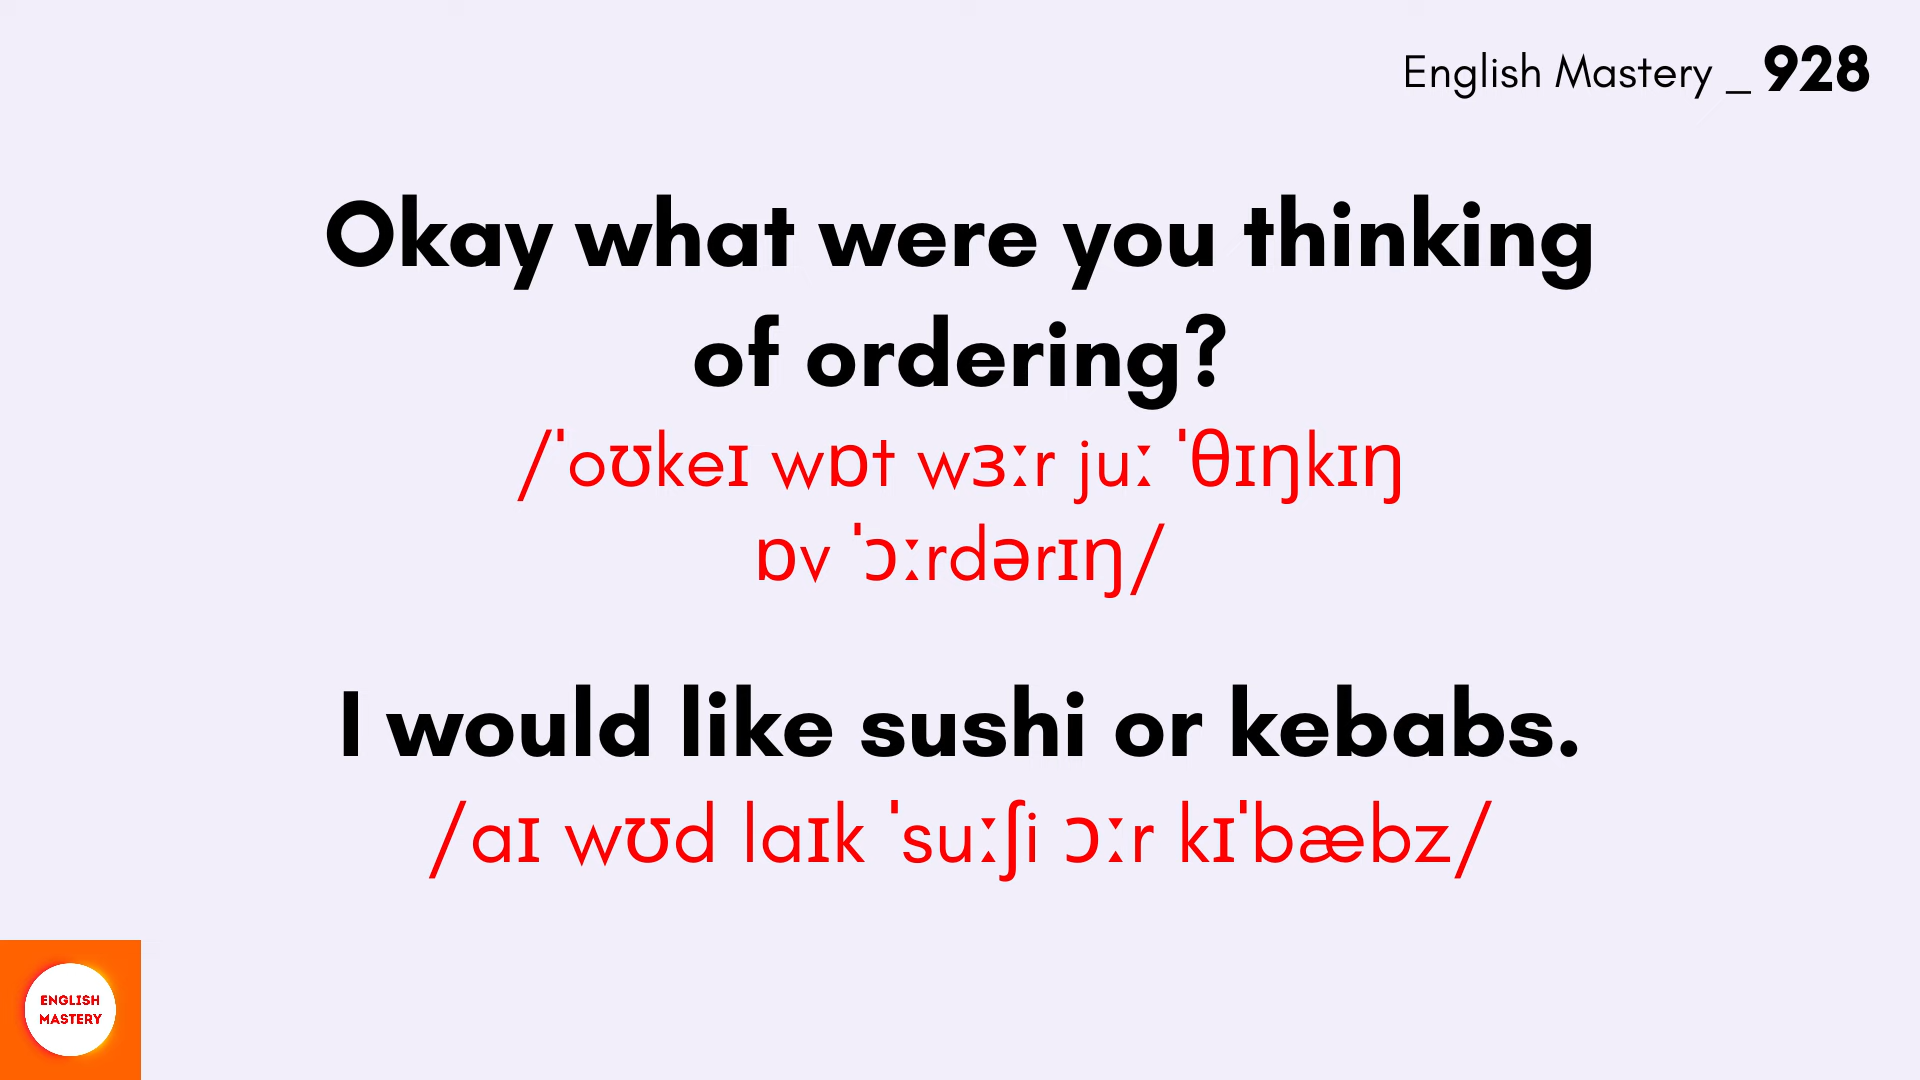 English Mastery _ 928
Okay what were you thinking
of ordering?
/ˈoʊkeɪ wɒt wɜːr juː ˈθɪŋkɪŋ
ɒv ˈɔːrdərɪŋ/
I would like sushi or kebabs.
/aɪ wʊd laɪk ˈsuːʃi ɔːr kɪˈbæbz/
ENGLISH
MASTERY